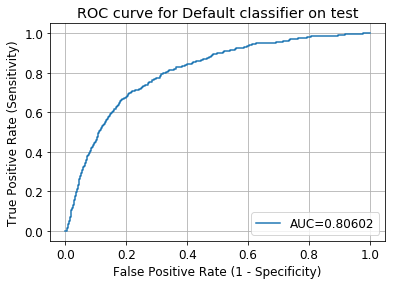 ROC curve for Default classifier on test
True Positive Rate (Sensitivity)
1.0
0.8
0.6
0.4
0.2
0.0
AUC=0.80602
0.0 0.2 0.4 0.6 0.8 1.0
False Positive Rate (1 - Specificity)